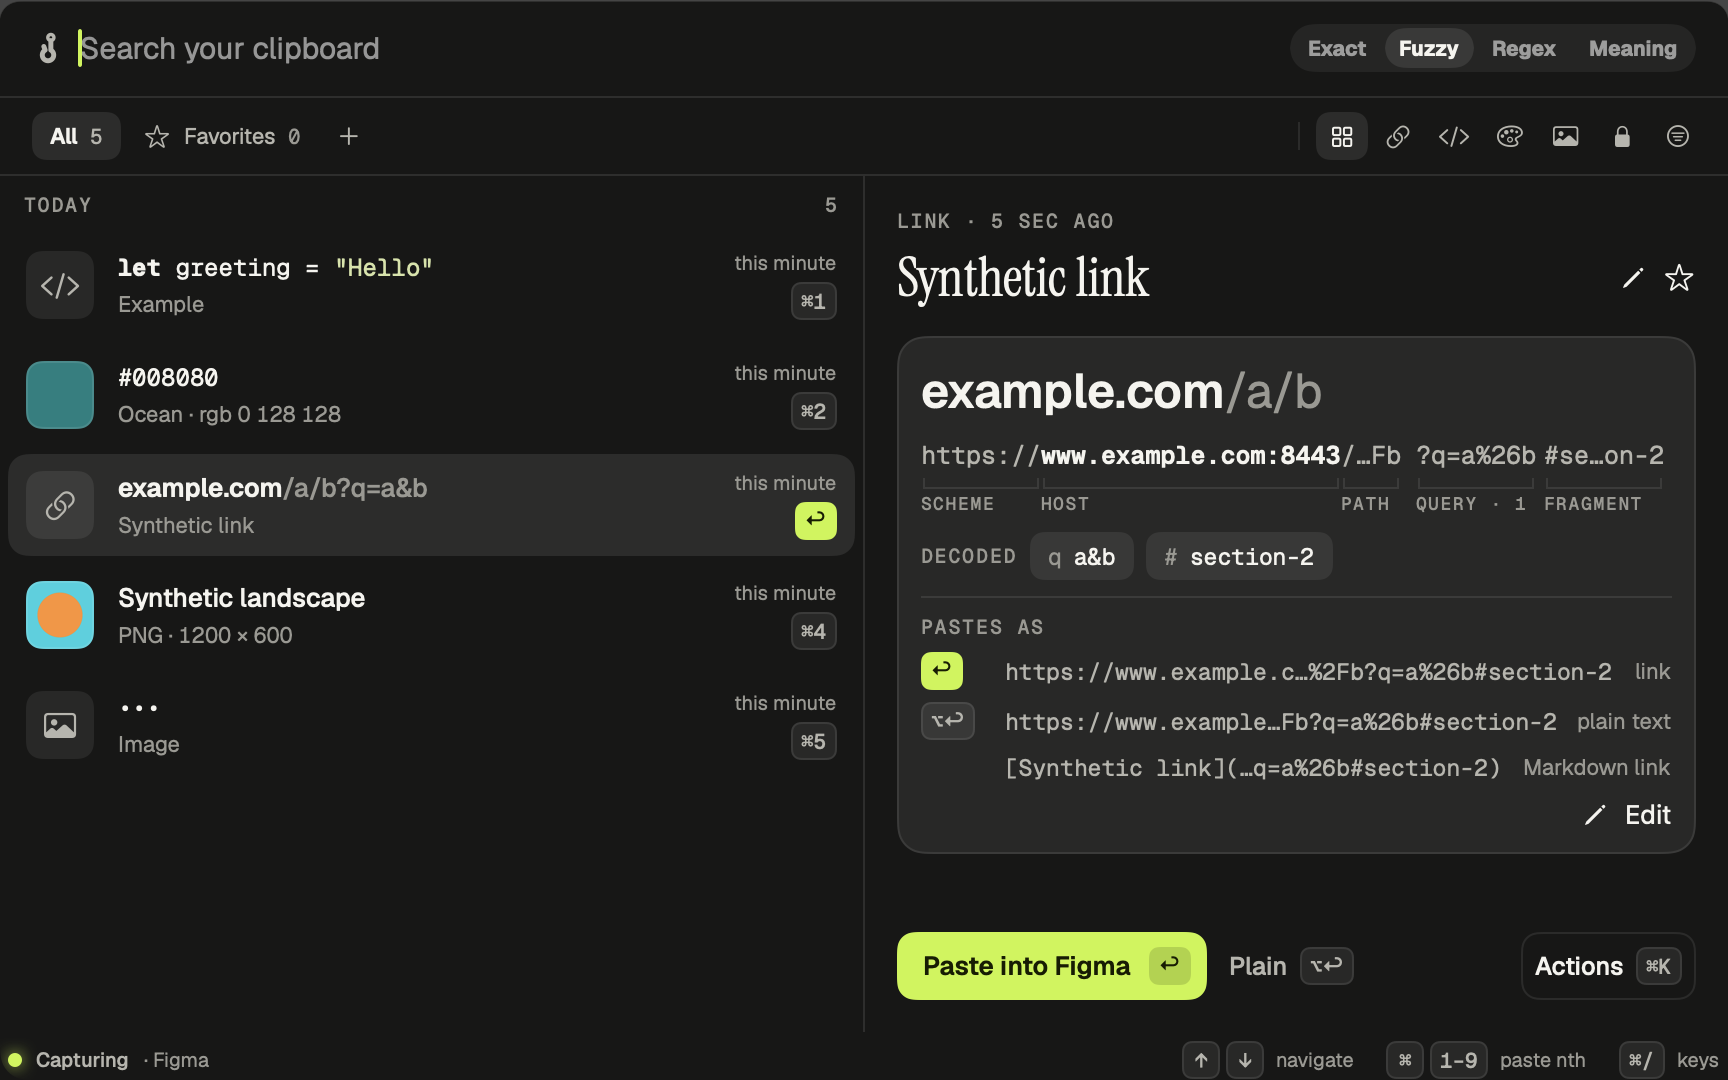 Search your clipboard
Exact Fuzzy Regex Meaning
All 5 Favorites 0 +
TODAY 5
let greeting = "Hello"
Example
this minute
⌘1
#008080
Ocean · rgb 0 128 128
this minute
⌘2
example.com/a/b?q=a&b
Synthetic link
this minute
↩
Synthetic landscape
PNG · 1200 × 600
this minute
⌘4
...
Image
this minute
⌘5
LINK · 5 SEC AGO
Synthetic link
example.com/a/b
https://www.example.com:8443/…Fb ?q=a%26b #se…on-2
SCHEME HOST PATH QUERY · 1 FRAGMENT
DECODED q a&b # section-2
PASTES AS
↩ https://www.example.c…%2Fb?q=a%26b#section-2 link
⌥↩ https://www.example…Fb?q=a%26b#section-2 plain text
[Synthetic link](…q=a%26b#section-2) Markdown link
Edit
Paste into Figma ↩ Plain ⌥↩ Actions ⌘K
Capturing · Figma
↑ ↓ navigate ⌘ 1-9 paste nth ⌘/ keys